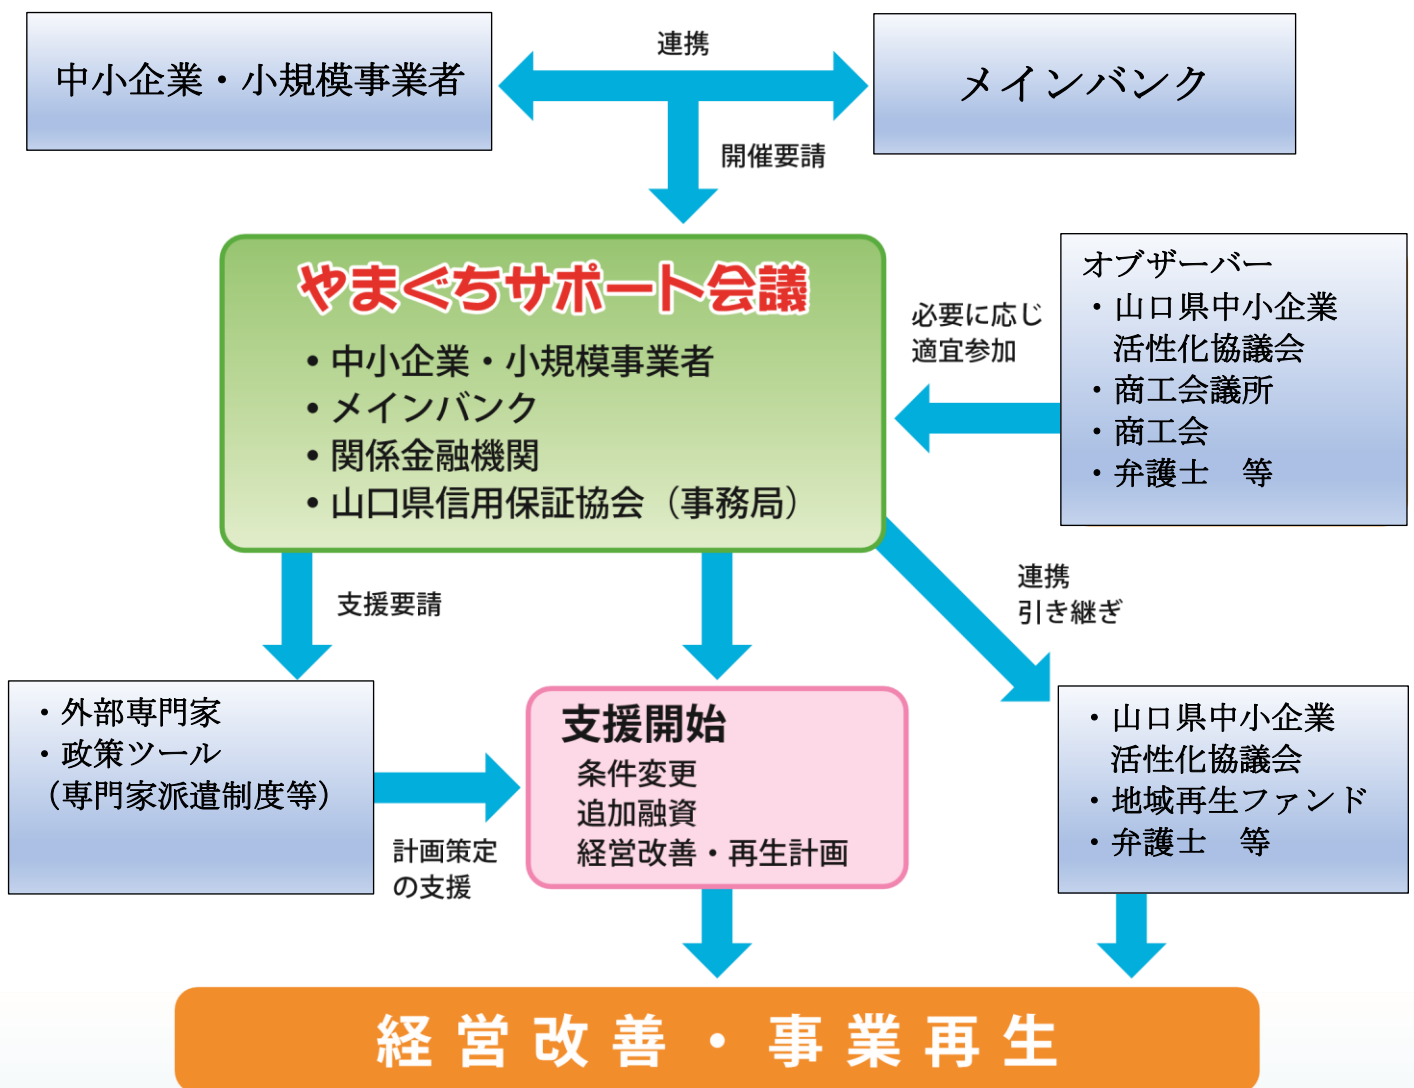 中小企業・小規模事業者
連携
メインバンク
開催要請
やまぐちサポート会議
・中小企業・小規模事業者
・メインバンク
・関係金融機関
・山口県信用保証協会（事務局）
必要に応じ
適宜参加
オブザーバー
・山口県中小企業
活性化協議会
・商工会議所
・商工会
・弁護士　等
支援要請
連携
引き継ぎ
・外部専門家
・政策ツール
（専門家派遣制度等）
計画策定
の支援
支援開始
条件変更
追加融資
経営改善・再生計画
・山口県中小企業
活性化協議会
・地域再生ファンド
・弁護士　等
経営改善・事業再生